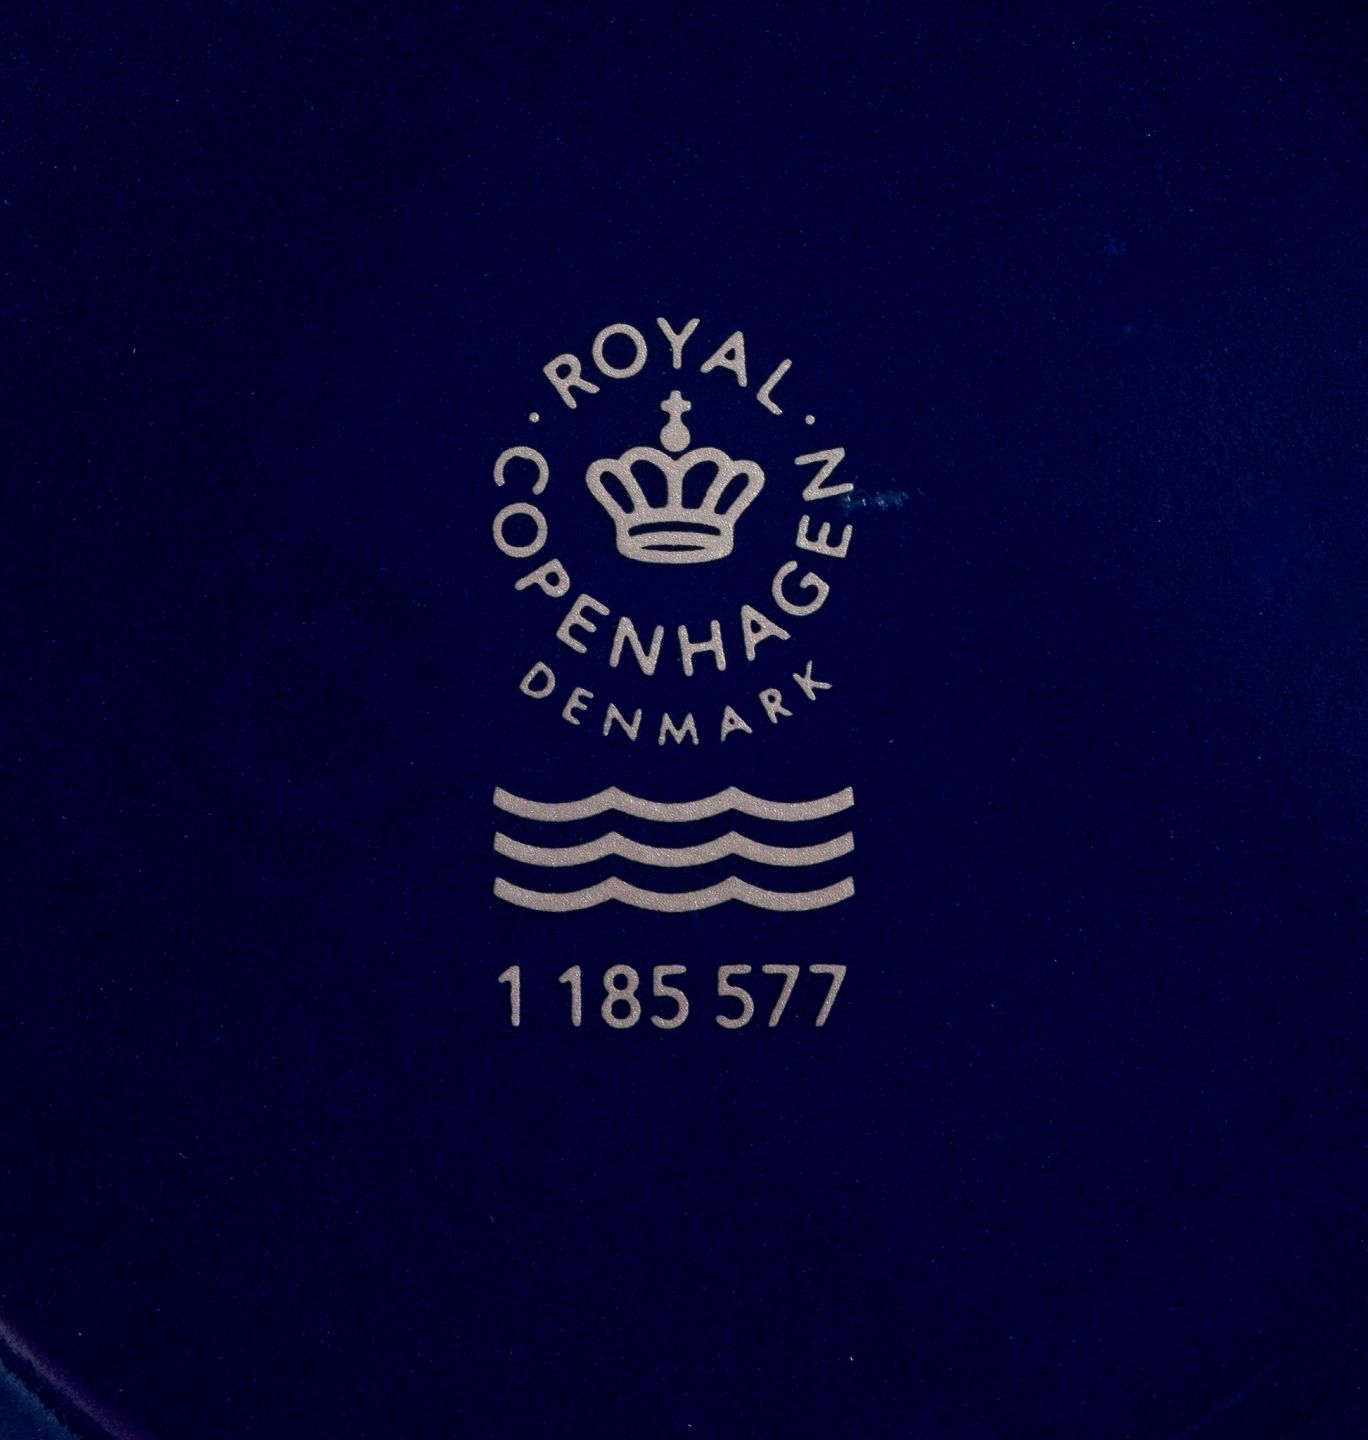 · ROYAL ·
COPENHAGEN
DENMARK
1 185 577